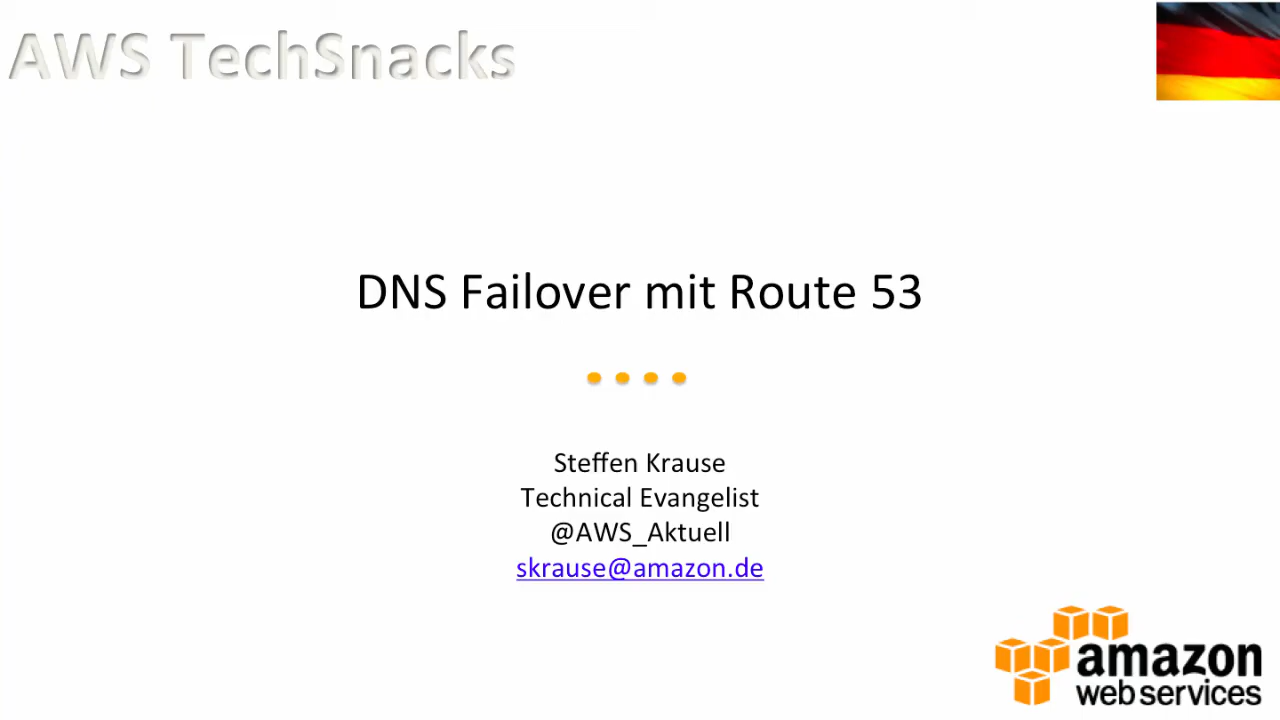 AWS TechSnacks
DNS Failover mit Route 53
Steffen Krause
Technical Evangelist
@AWS_Aktuell
skrause@amazon.de
amazon
web services